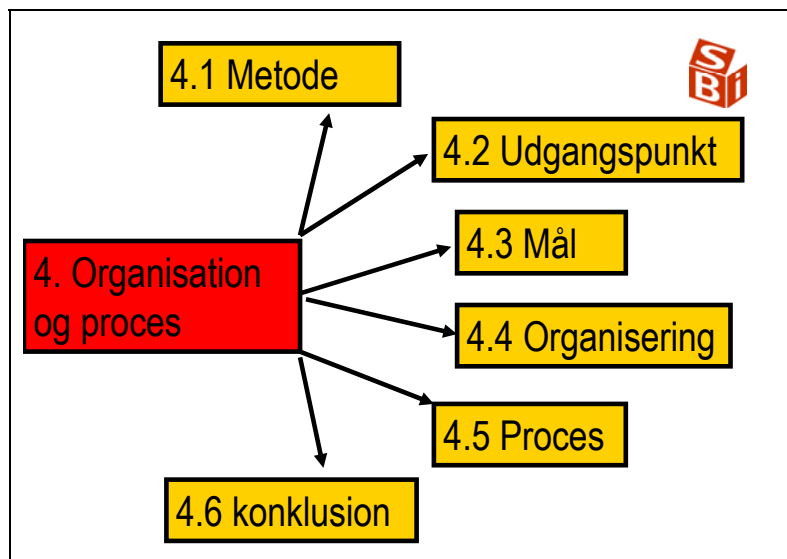 4.1 Metode
SBi
4.2 Udgangspunkt
4.3 Mål
4. Organisation
og proces
4.4 Organisering
4.5 Proces
4.6 konklusion